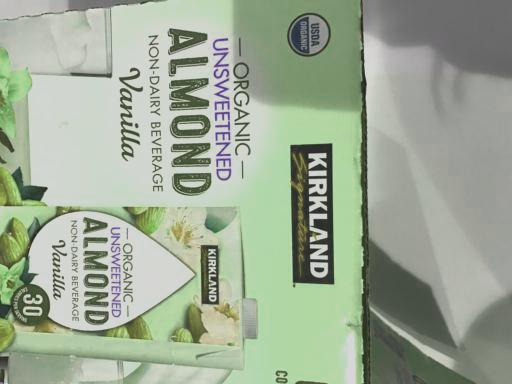 USDA
ORGANIC
KIRKLAND
Signature
ORGANIC
UNSWEETENED
ALMOND
NON-DAIRY BEVERAGE
Vanilla
KIRKLAND
ORGANIC
UNSWEETENED
ALMOND
NON-DAIRY BEVERAGE
Vanilla
30
CO